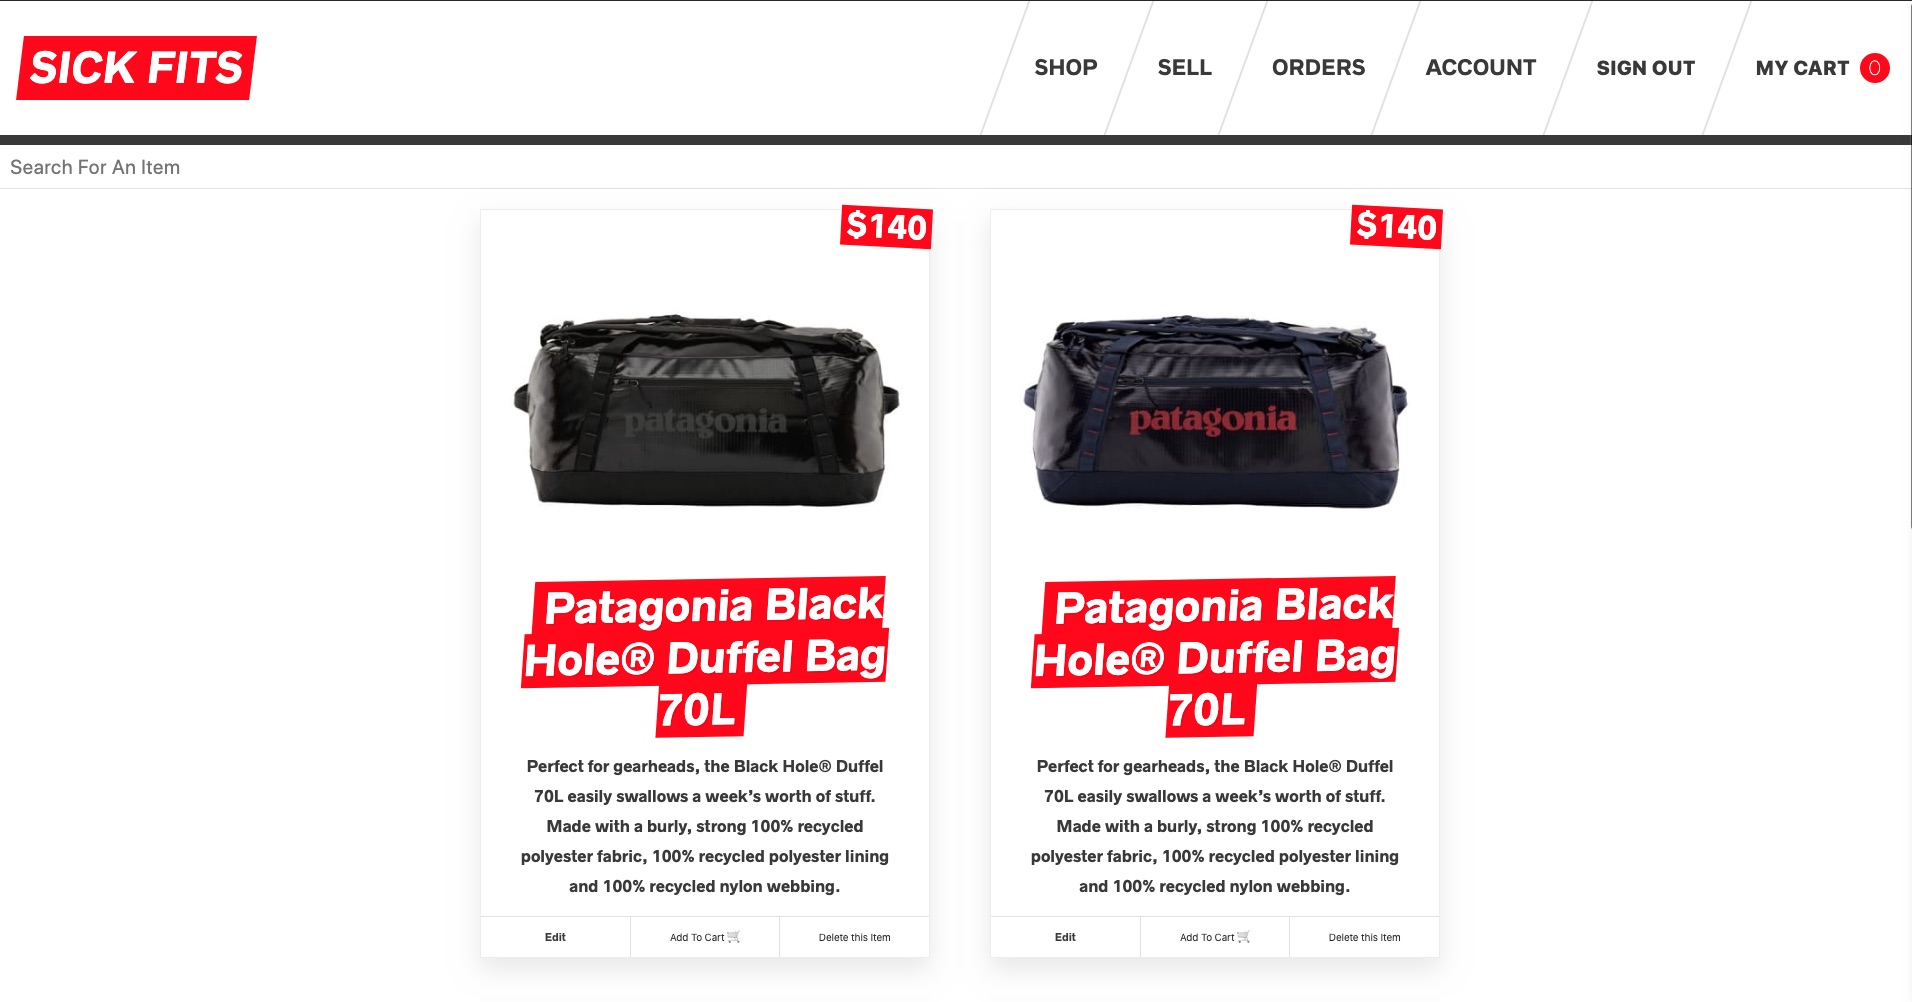 SICK FITS
SHOP
SELL
ORDERS
ACCOUNT
SIGN OUT
MY CART 0
Search For An Item
$140
patagonia
Patagonia Black
Hole® Duffel Bag
70L
Perfect for gearheads, the Black Hole® Duffel
70L easily swallows a week’s worth of stuff.
Made with a burly, strong 100% recycled
polyester fabric, 100% recycled polyester lining
and 100% recycled nylon webbing.
Edit
Add To Cart
Delete this Item
$140
patagonia
Patagonia Black
Hole® Duffel Bag
70L
Perfect for gearheads, the Black Hole® Duffel
70L easily swallows a week’s worth of stuff.
Made with a burly, strong 100% recycled
polyester fabric, 100% recycled polyester lining
and 100% recycled nylon webbing.
Edit
Add To Cart
Delete this Item